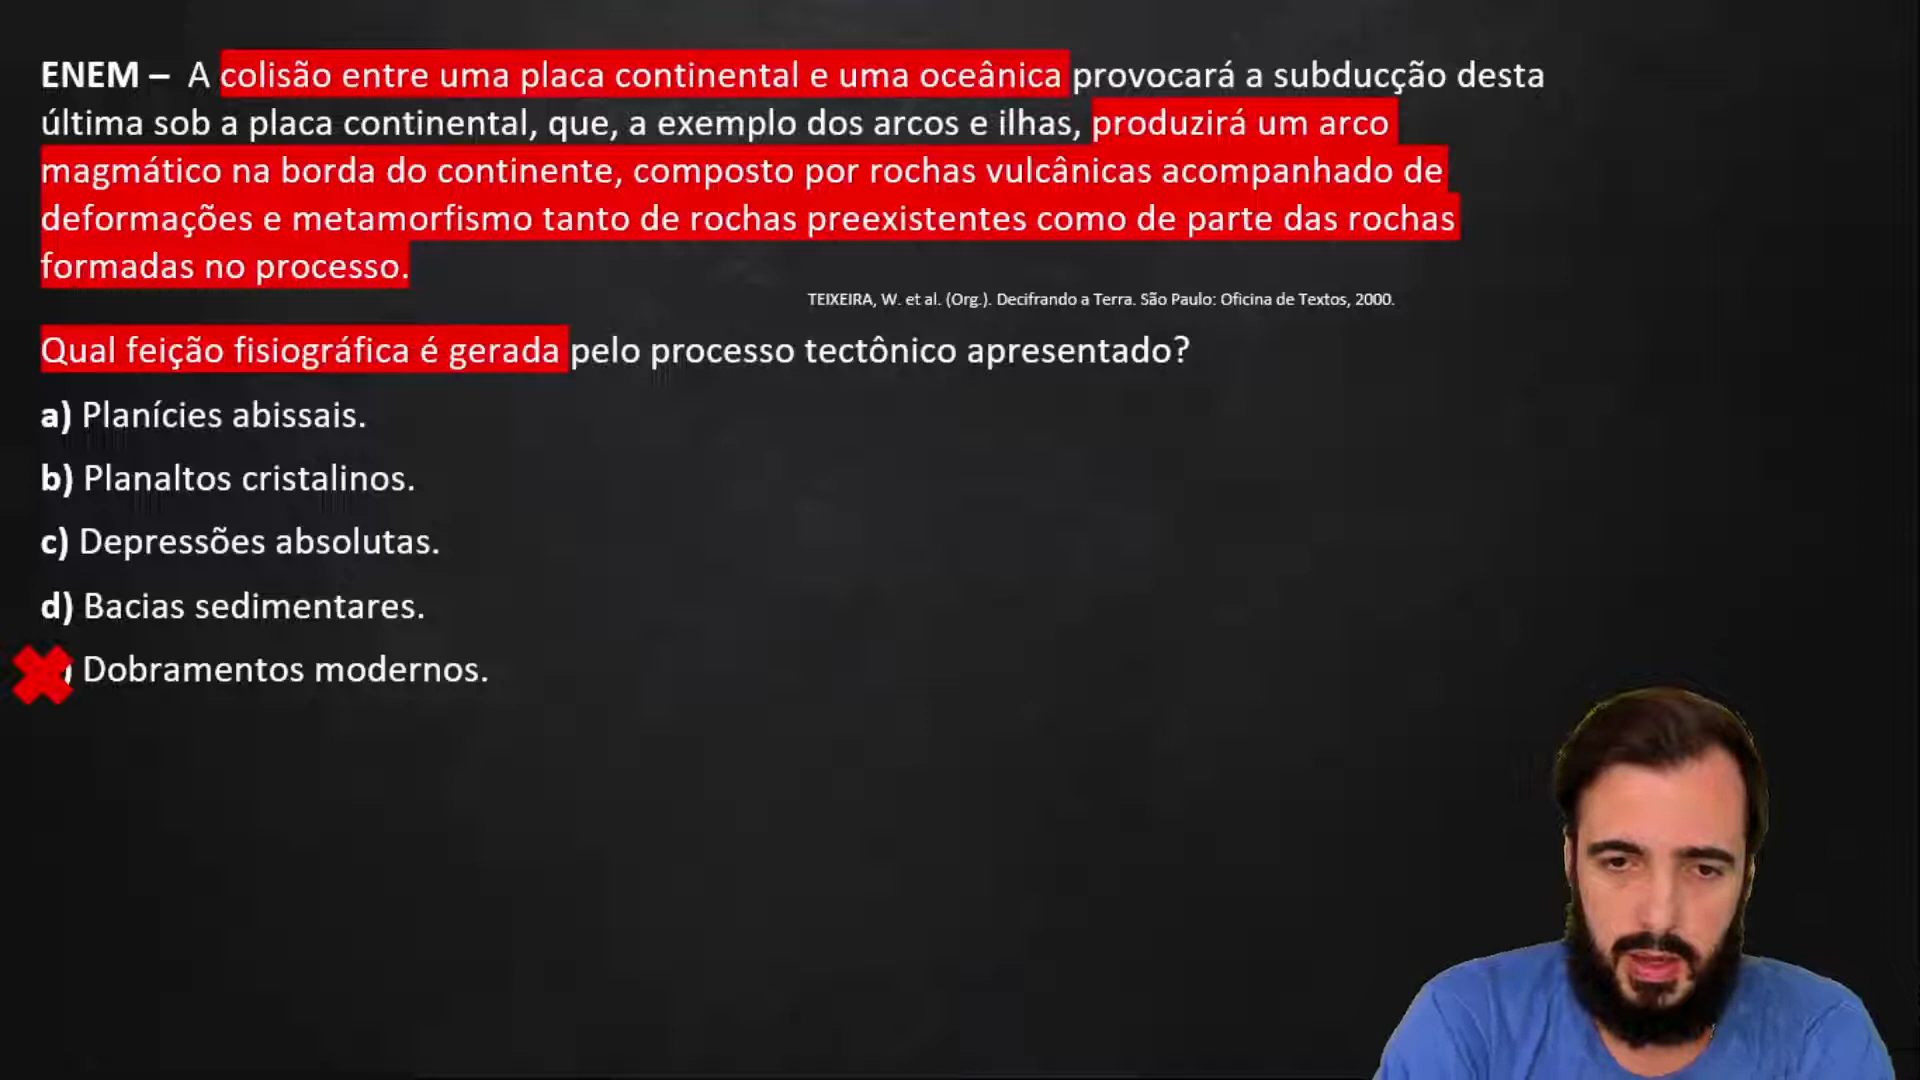 ENEM – A colisão entre uma placa continental e uma oceânica provocará a subducção desta
última sob a placa continental, que, a exemplo dos arcos e ilhas, produzirá um arco
magmático na borda do continente, composto por rochas vulcânicas acompanhado de
deformações e metamorfismo tanto de rochas preexistentes como de parte das rochas
formadas no processo.
TEIXEIRA, W. et al. (Org.). Decifrando a Terra. São Paulo: Oficina de Textos, 2000.
Qual feição fisiográfica é gerada pelo processo tectônico apresentado?
a) Planícies abissais.
b) Planaltos cristalinos.
c) Depressões absolutas.
d) Bacias sedimentares.
) Dobramentos modernos.